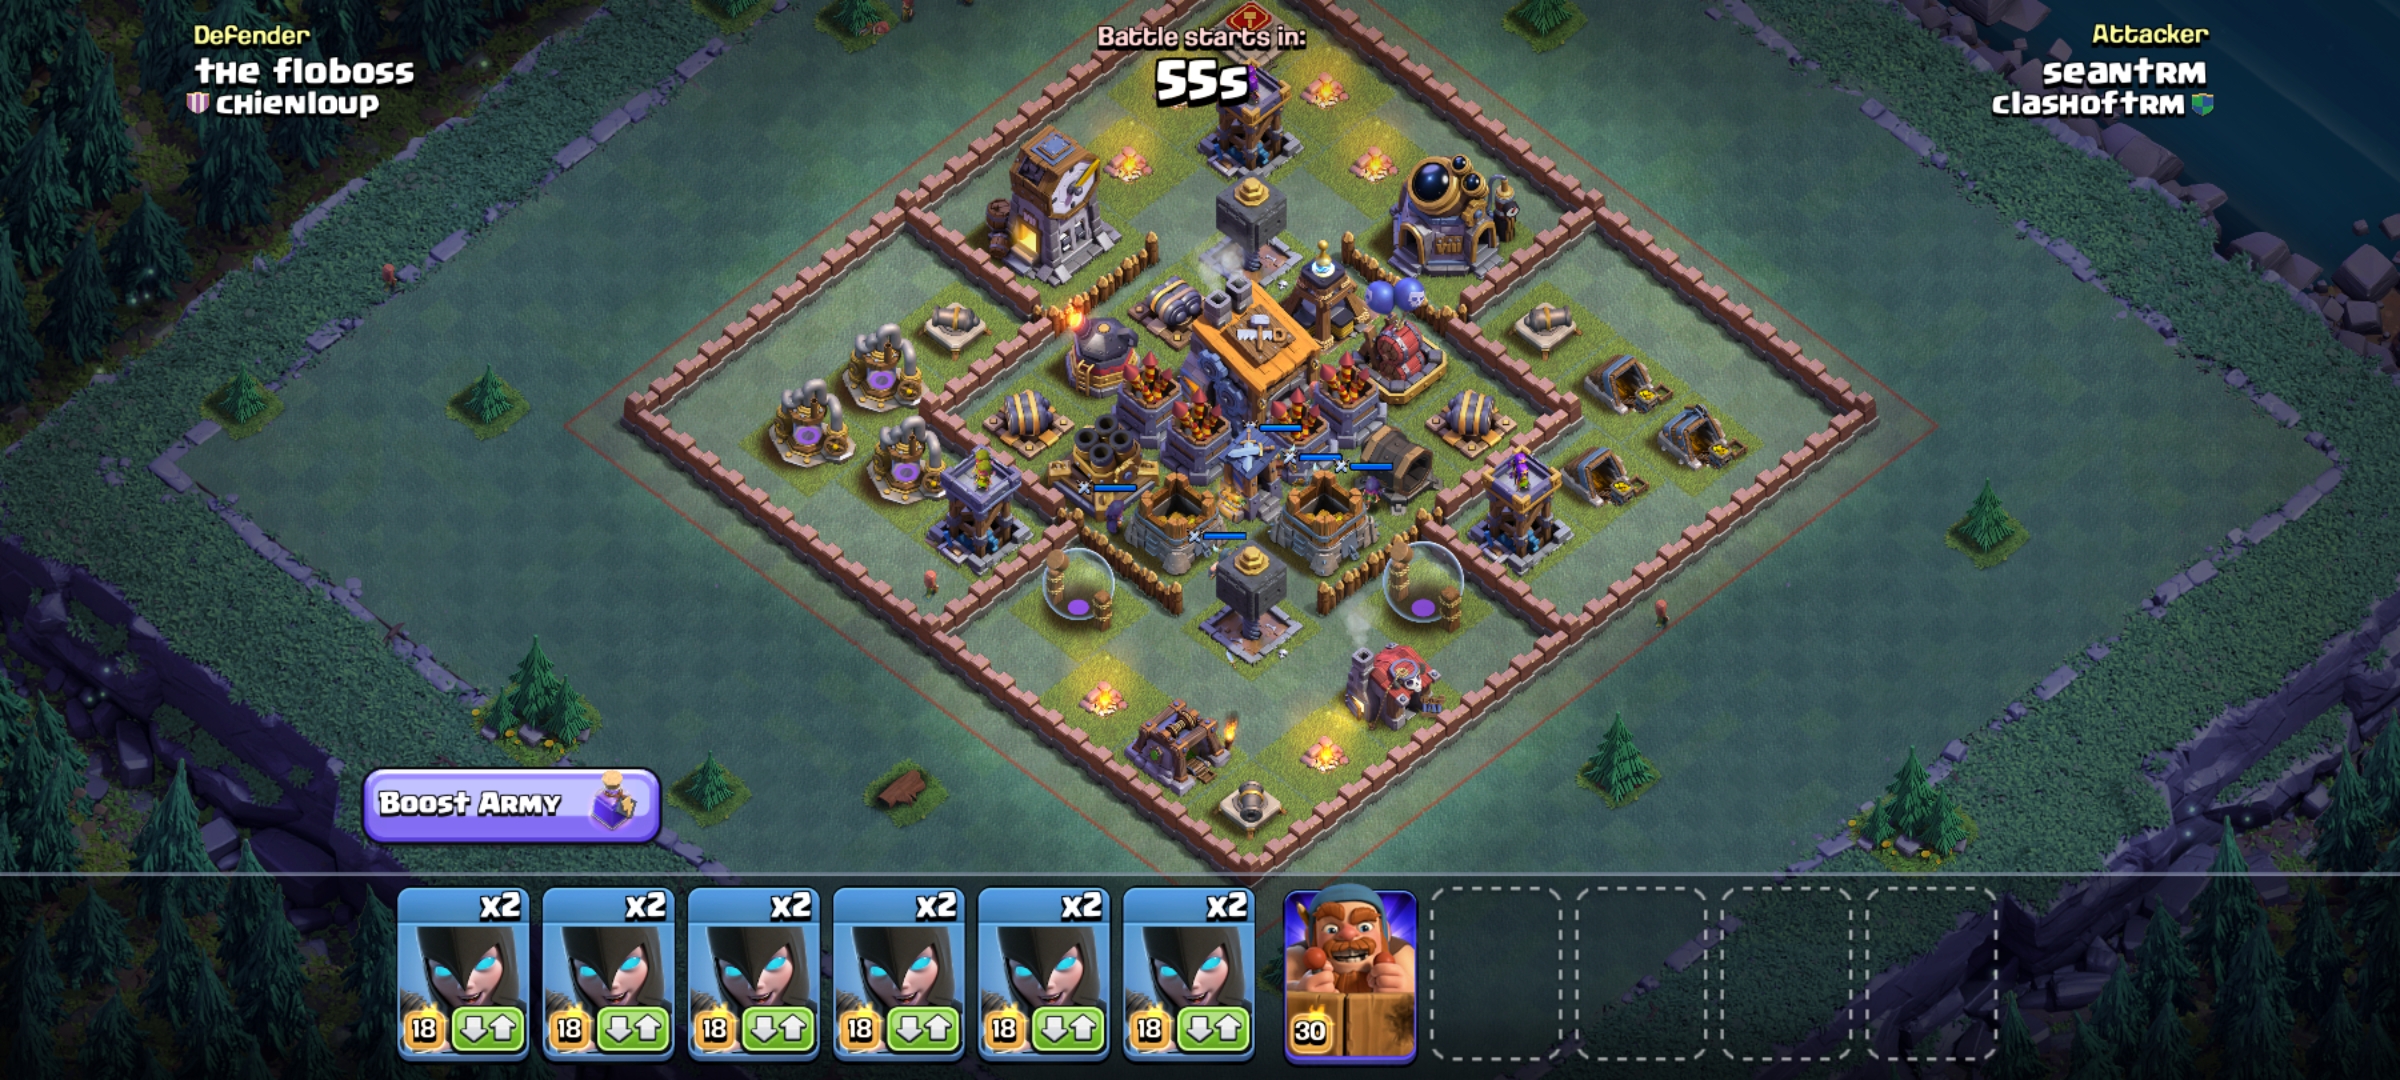 Defender
tHE floboss
CHiENloUP
Battle starts in:
55s
Attacker
sEANtRM
clAsHoftRM
Boost Army
x2
x2
x2
x2
x2
x2
18
18
18
18
18
18
30